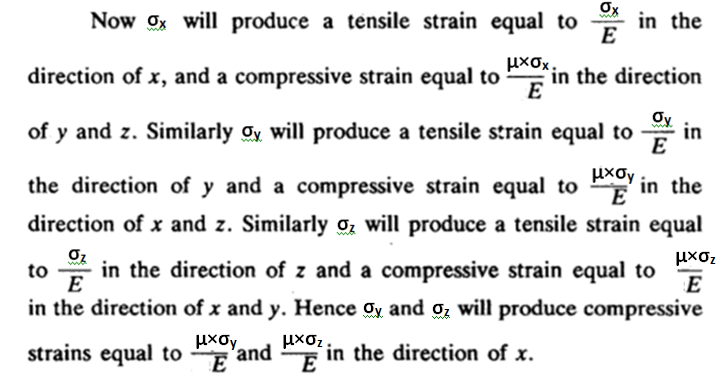 Now σx will produce a tensile strain equal to σx/E in the
direction of x, and a compressive strain equal to μ×σx/E in the direction
of y and z. Similarly σy will produce a tensile strain equal to σy/E in
the direction of y and a compressive strain equal to μ×σy/E in the
direction of x and z. Similarly σz will produce a tensile strain equal
to σz/E in the direction of z and a compressive strain equal to μ×σz/E
in the direction of x and y. Hence σy and σz will produce compressive
strains equal to μ×σy/E and μ×σz/E in the direction of x.